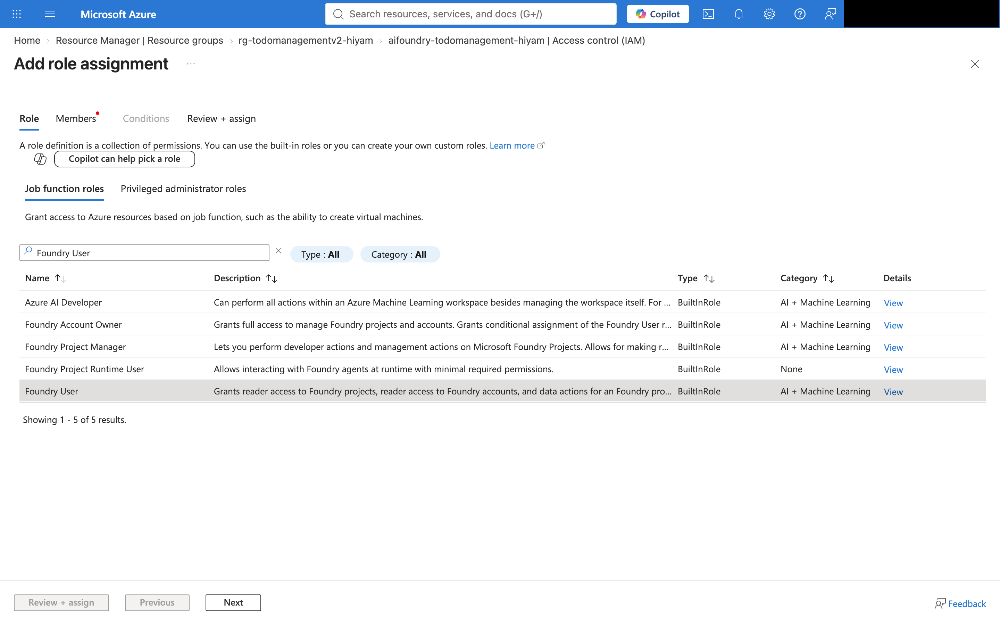 Microsoft Azure
Search resources, services, and docs (G+/)
Copilot
Home > Resource Manager | Resource groups > rg-todomanagementv2-hiyam > aifoundry-todomanagement-hiyam | Access control (IAM)
Add role assignment ...
Role Members Conditions Review + assign
A role definition is a collection of permissions. You can use the built-in roles or you can create your own custom roles. Learn more
Copilot can help pick a role
Job function roles Privileged administrator roles
Grant access to Azure resources based on job function, such as the ability to create virtual machines.
Foundry User
Type : All Category : All
Name Description Type Category Details
Azure AI Developer Can perform all actions within an Azure Machine Learning workspace besides managing the workspace itself. For ... BuiltInRole AI + Machine Learning View
Foundry Account Owner Grants full access to manage Foundry projects and accounts. Grants conditional assignment of the Foundry User r... BuiltInRole AI + Machine Learning View
Foundry Project Manager Lets you perform developer actions and management actions on Microsoft Foundry Projects. Allows for making r... BuiltInRole AI + Machine Learning View
Foundry Project Runtime User Allows interacting with Foundry agents at runtime with minimal required permissions. BuiltInRole None View
Foundry User Grants reader access to Foundry projects, reader access to Foundry accounts, and data actions for an Foundry pro... BuiltInRole AI + Machine Learning View
Showing 1 - 5 of 5 results.
Review + assign Previous Next Feedback